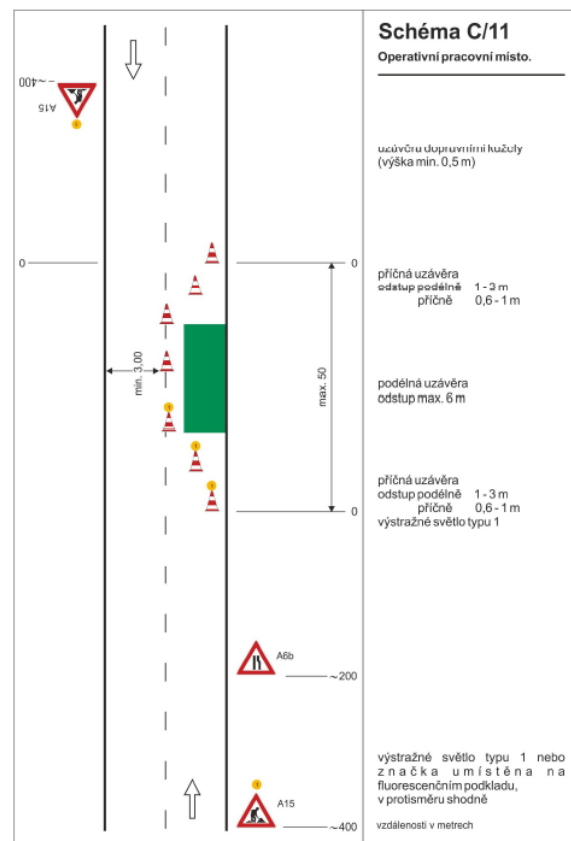 Schéma C/11
Operativní pracovní místo.
~400
A15
uzávěra dopravními kužely
(výška min. 0,5 m)
0
0
příčná uzávěra
odstup podélně 1 - 3 m
příčně 0,6 - 1 m
min. 3,00
max. 50
podélná uzávěra
odstup max. 6 m
příčná uzávěra
odstup podélně 1 - 3 m
příčně 0,6 - 1 m
výstražné světlo typu 1
0
A6b
~200
výstražné světlo typu 1 nebo
značka umístěna na
fluorescenčním podkladu,
v protisměru shodně
A15
~400
vzdálenosti v metrech